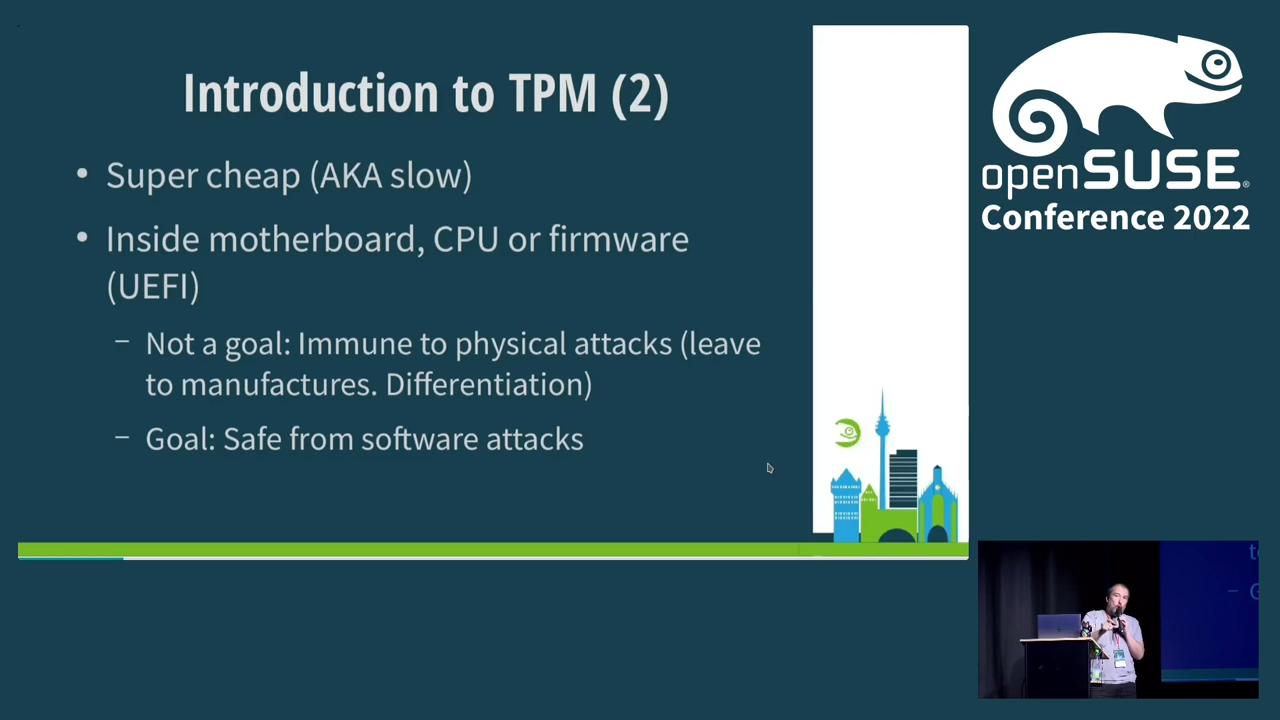 Introduction to TPM (2)
• Super cheap (AKA slow)
• Inside motherboard, CPU or firmware
(UEFI)
– Not a goal: Immune to physical attacks (leave
to manufactures. Differentiation)
– Goal: Safe from software attacks
openSUSE®
Conference 2022